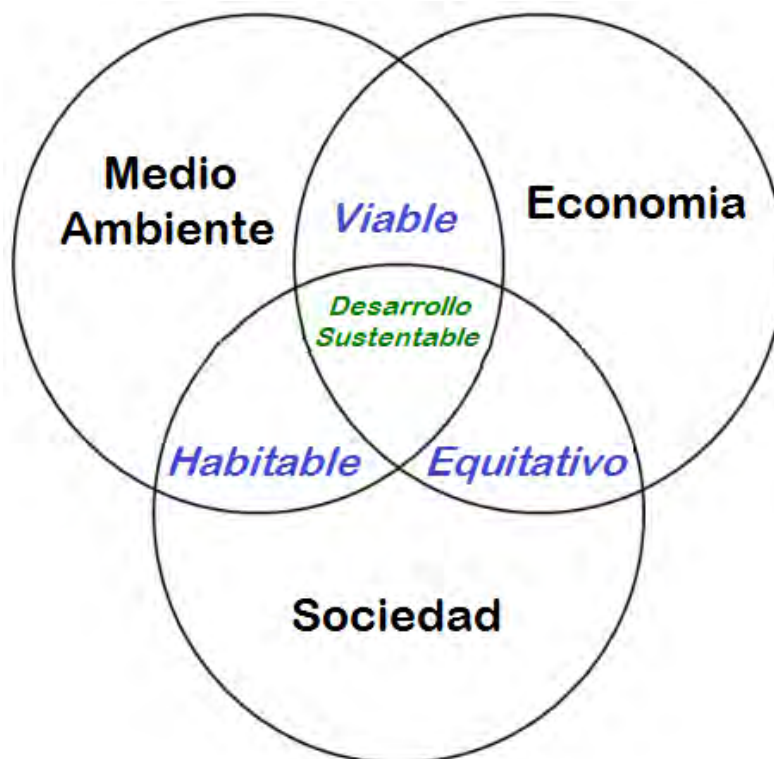 Medio
Ambiente
Viable
Economia
Desarrollo
Sustentable
Habitable
Equitativo
Sociedad